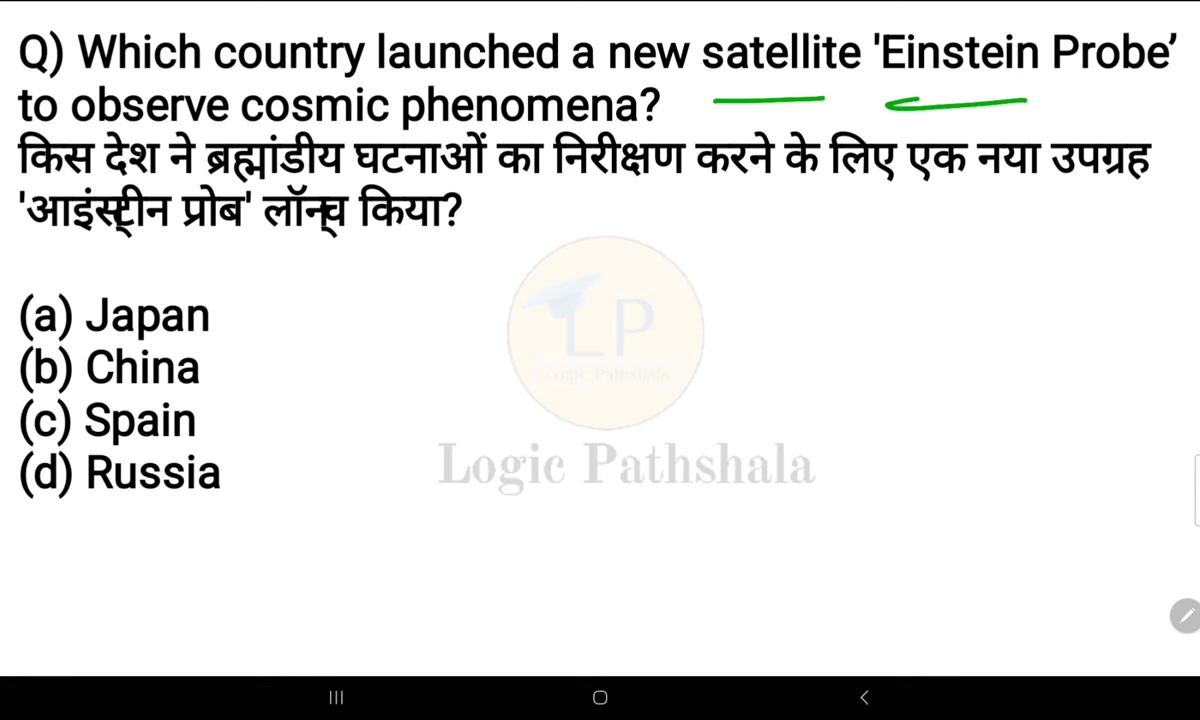 Q) Which country launched a new satellite 'Einstein Probe’
to observe cosmic phenomena?
किस देश ने ब्रह्मांडीय घटनाओं का निरीक्षण करने के लिए एक नया उपग्रह
'आइंस्टीन प्रोब' लॉन्च किया?
(a) Japan
(b) China
(c) Spain
(d) Russia
LP
Logic Pathshala
Logic Pathshala